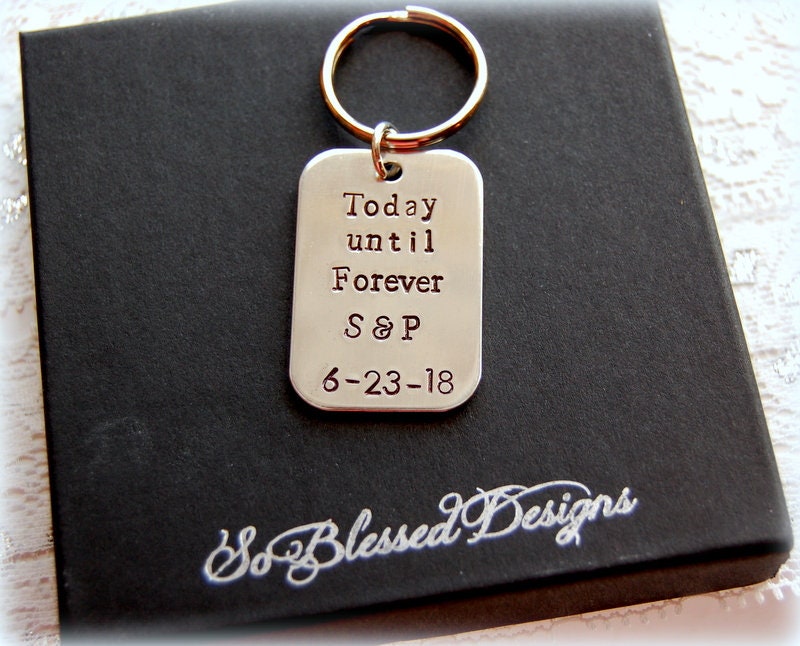 Today
until
Forever
S & P
6-23-18
SoBlessedDesigns